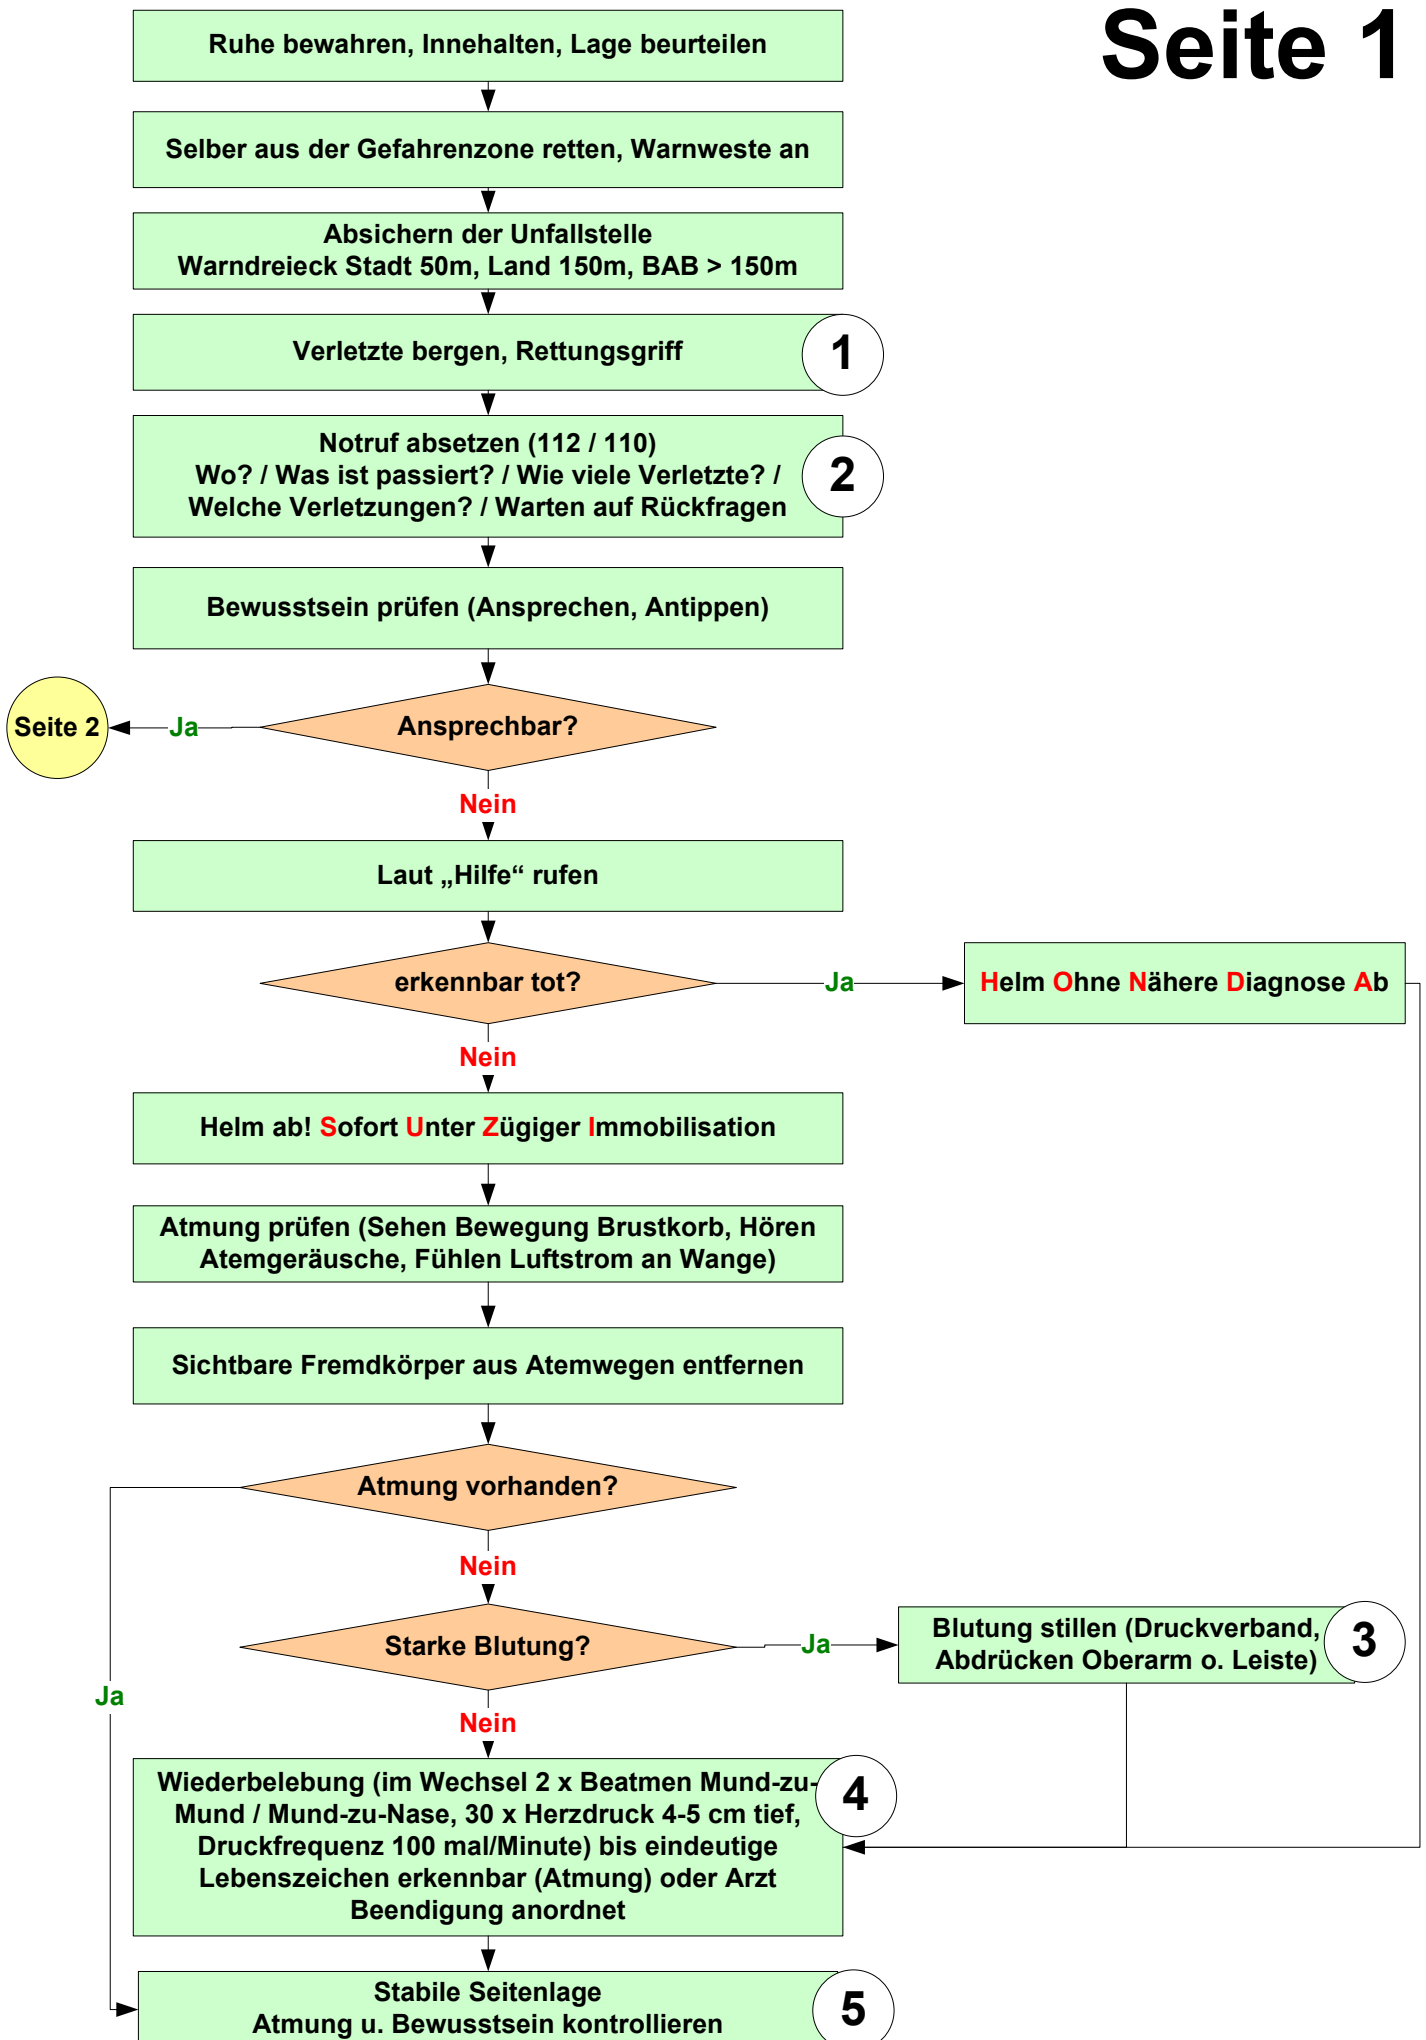 Seite 1
Ruhe bewahren, Innehalten, Lage beurteilen
Selber aus der Gefahrenzone retten, Warnweste an
Absichern der Unfallstelle
Warndreieck Stadt 50m, Land 150m, BAB > 150m
Verletzte bergen, Rettungsgriff
1
Notruf absetzen (112 / 110)
Wo? / Was ist passiert? / Wie viele Verletzte? /
Welche Verletzungen? / Warten auf Rückfragen
2
Bewusstsein prüfen (Ansprechen, Antippen)
Seite 2
Ja
Ansprechbar?
Nein
Laut „Hilfe“ rufen
erkennbar tot?
Ja
Helm Ohne Nähere Diagnose Ab
Nein
Helm ab! Sofort Unter Zügiger Immobilisation
Atmung prüfen (Sehen Bewegung Brustkorb, Hören
Atemgeräusche, Fühlen Luftstrom an Wange)
Sichtbare Fremdkörper aus Atemwegen entfernen
Atmung vorhanden?
Nein
Starke Blutung?
Ja
Blutung stillen (Druckverband,
Abdrücken Oberarm o. Leiste)
3
Ja
Nein
Wiederbelebung (im Wechsel 2 x Beatmen Mund-zu-
Mund / Mund-zu-Nase, 30 x Herzdruck 4-5 cm tief,
Druckfrequenz 100 mal/Minute) bis eindeutige
Lebenszeichen erkennbar (Atmung) oder Arzt
Beendigung anordnet
4
Stabile Seitenlage
Atmung u. Bewusstsein kontrollieren
5